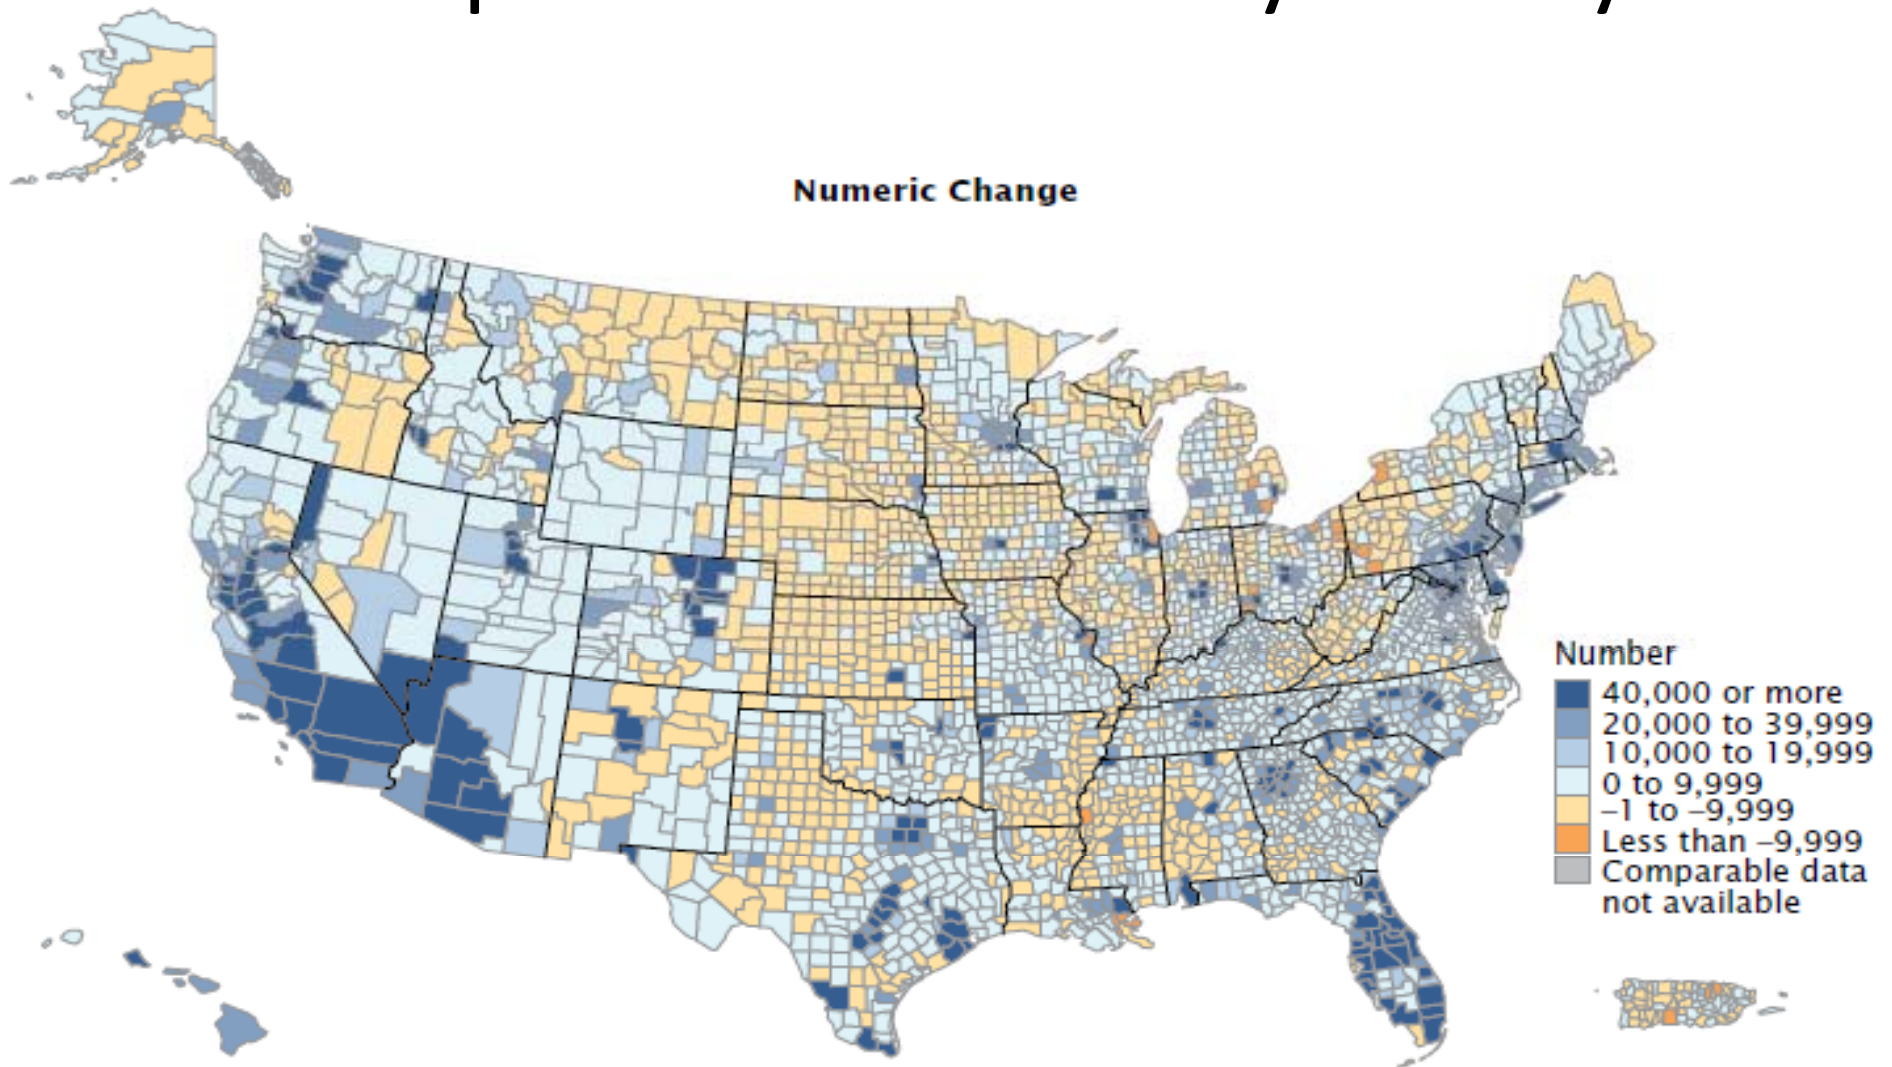 Numeric Change
Number
40,000 or more
20,000 to 39,999
10,000 to 19,999
0 to 9,999
–1 to –9,999
Less than –9,999
Comparable data
not available